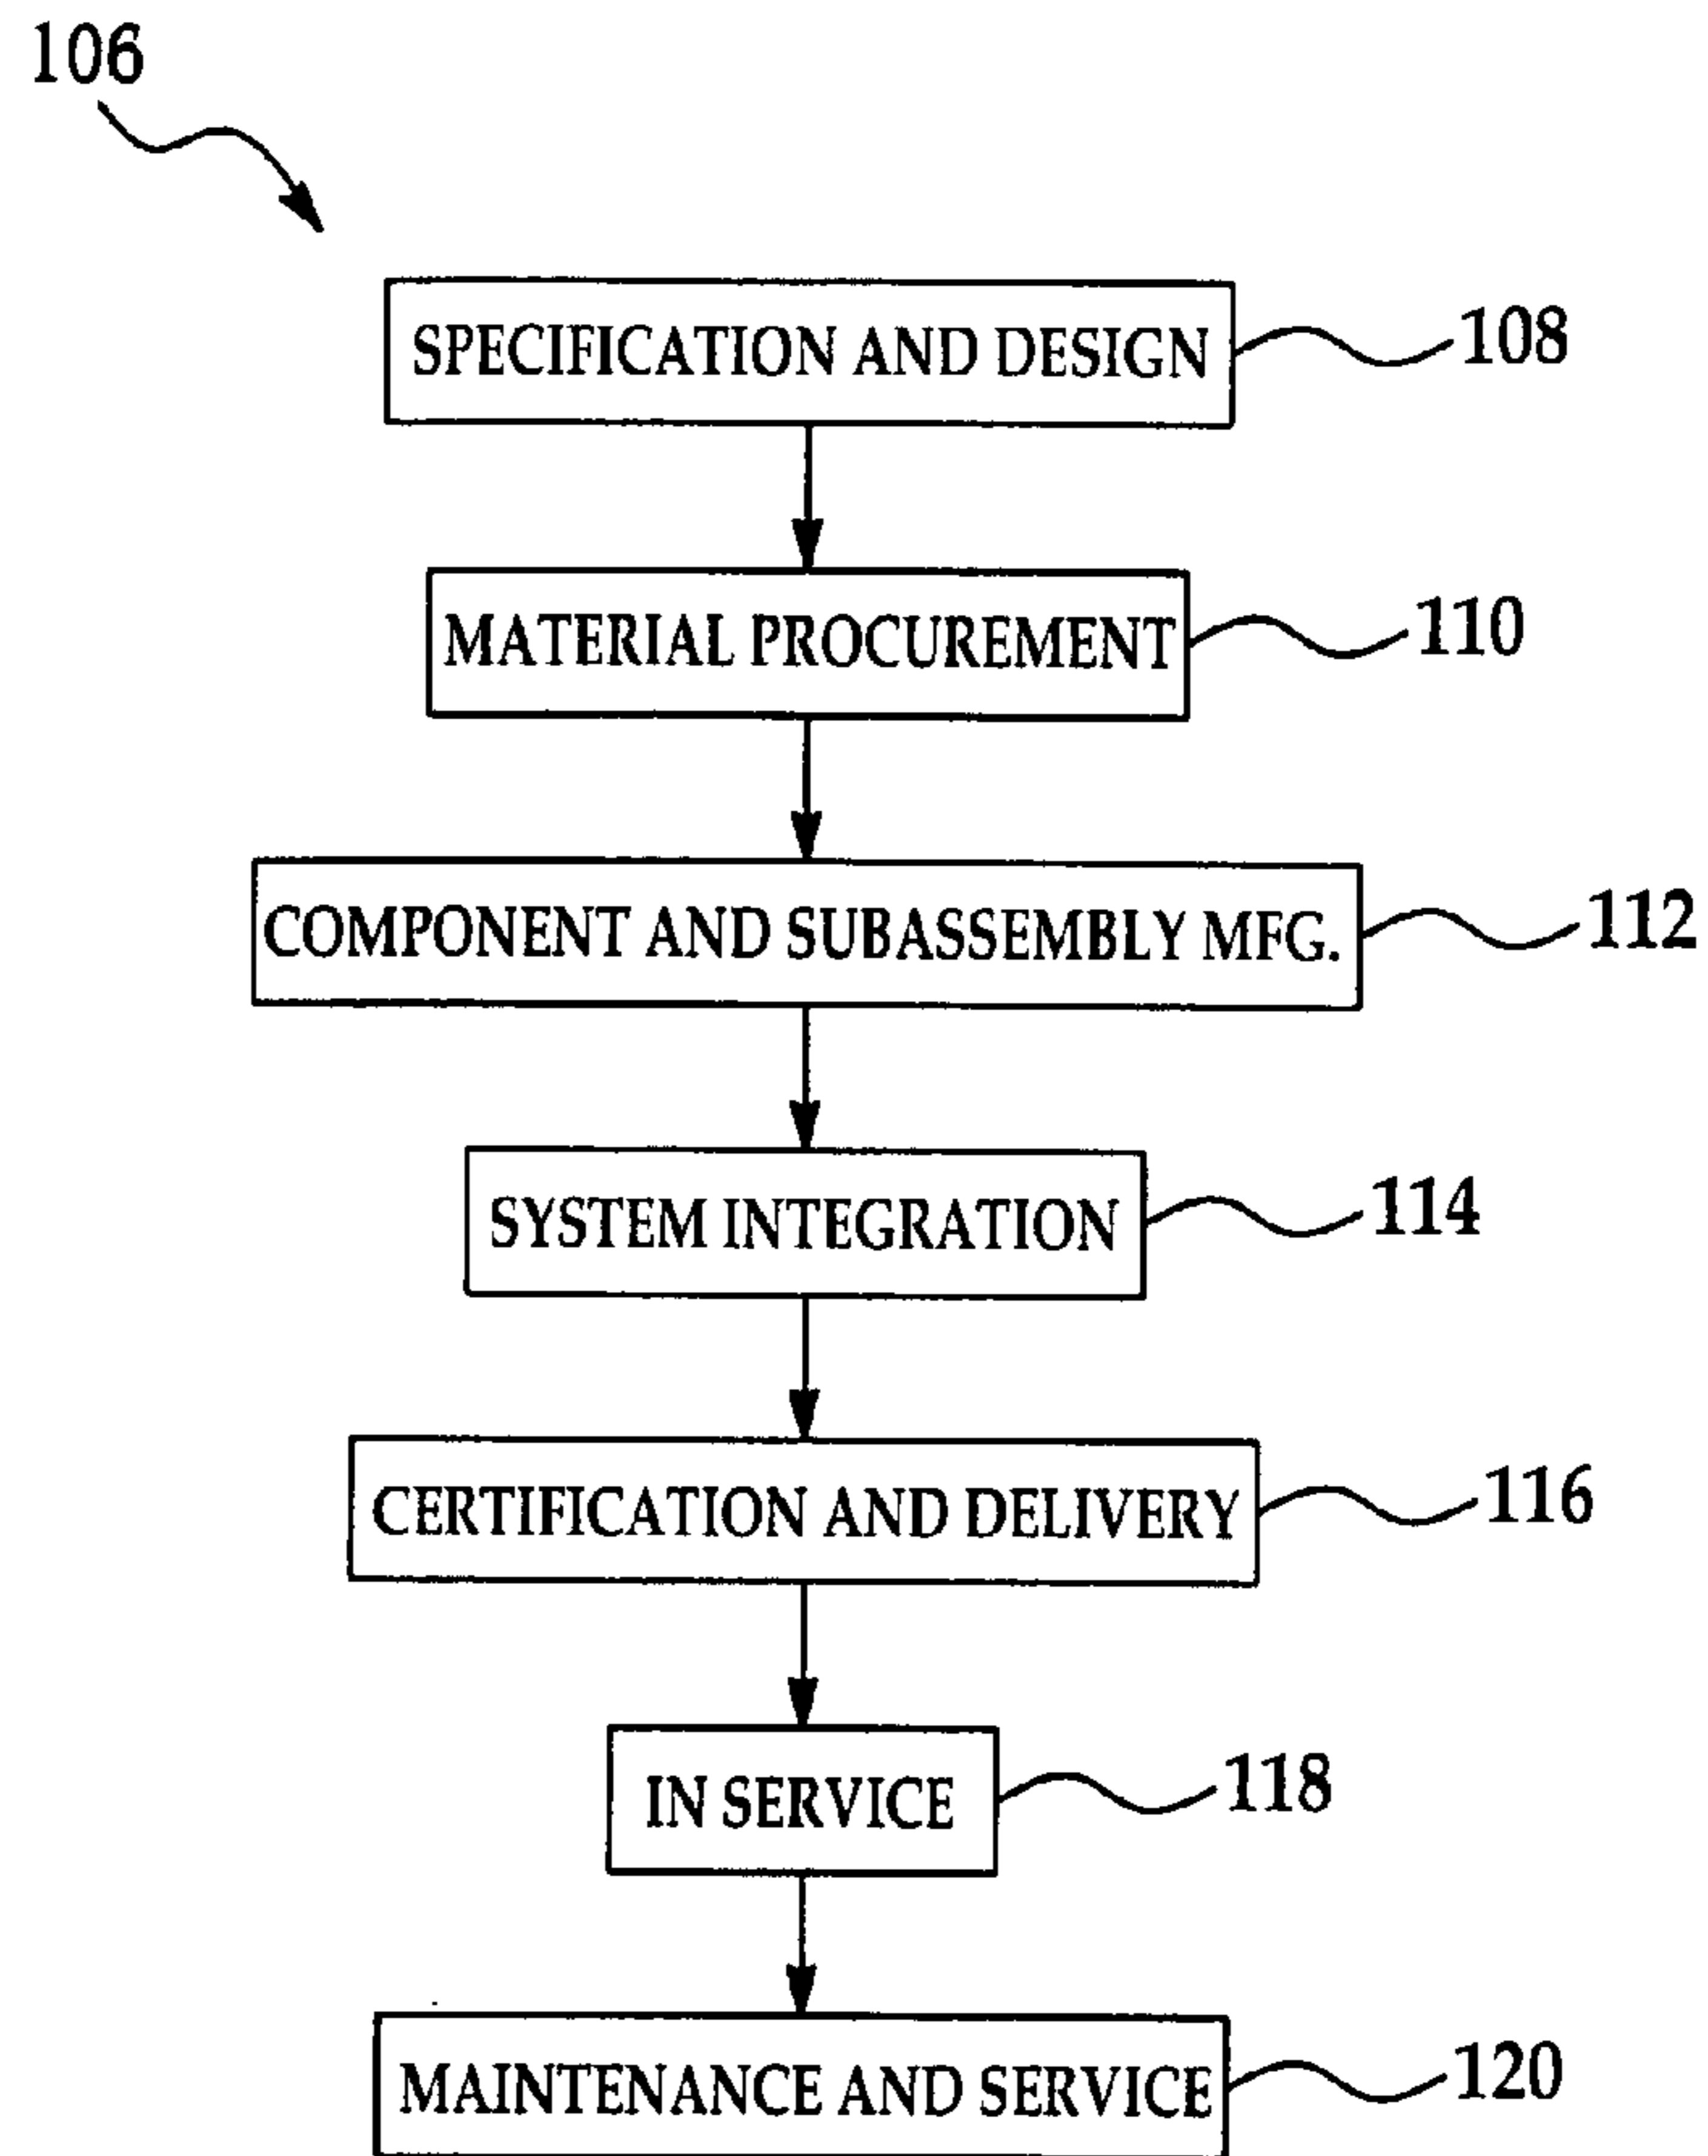 106
SPECIFICATION AND DESIGN 108
MATERIAL PROCUREMENT 110
COMPONENT AND SUBASSEMBLY MFG. 112
SYSTEM INTEGRATION 114
CERTIFICATION AND DELIVERY 116
IN SERVICE 118
MAINTENANCE AND SERVICE 120